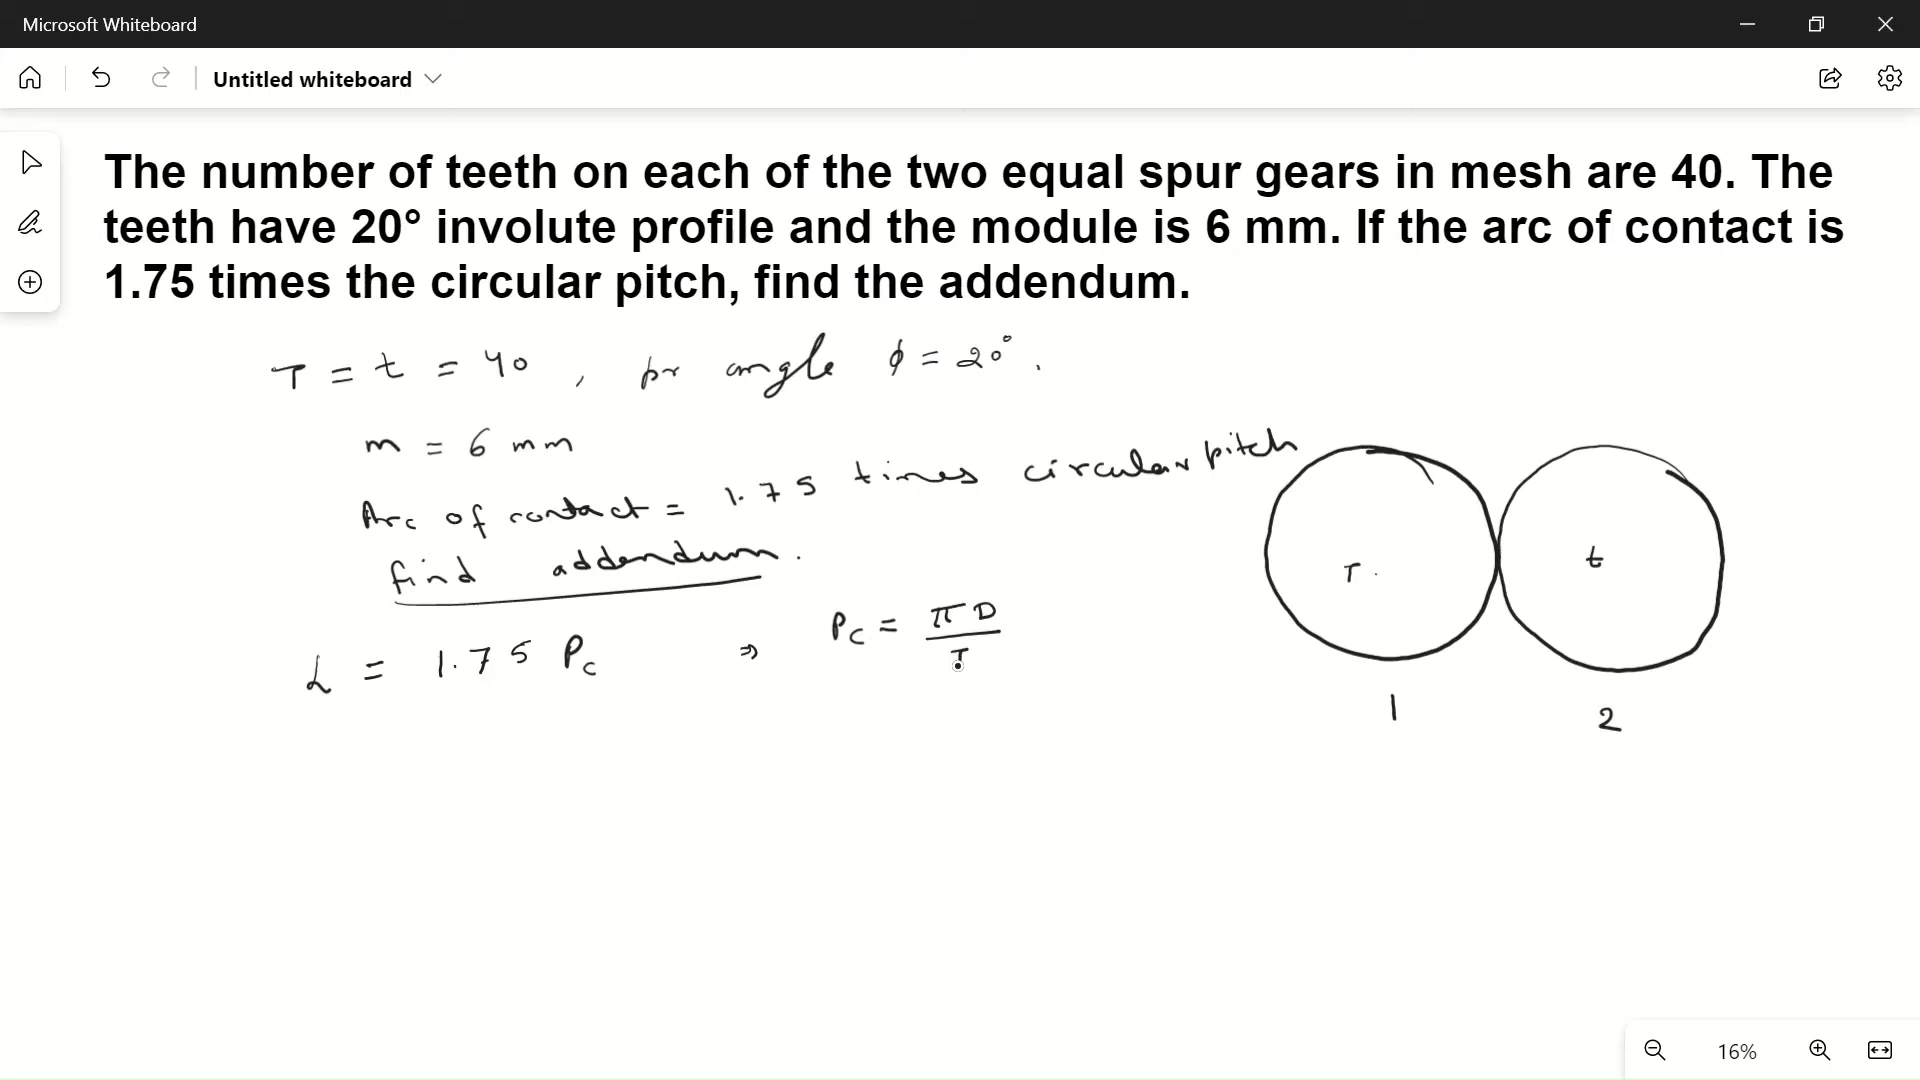 Microsoft Whiteboard
Untitled whiteboard
The number of teeth on each of the two equal spur gears in mesh are 40. The
teeth have 20° involute profile and the module is 6 mm. If the arc of contact is
1.75 times the circular pitch, find the addendum.
T = t = 40 , pr angle ϕ = 20°.
m = 6 mm
Arc of contact = 1.75 times circular pitch
find addendum.
L = 1.75 Pc ⇒ Pc = πD / T
T.
t
1
2
16%